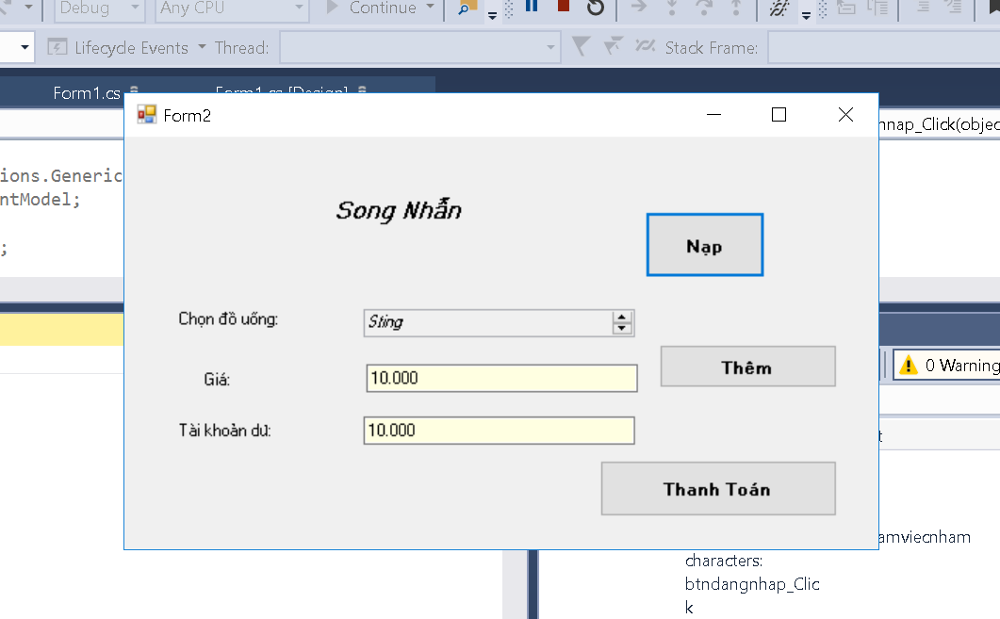 Debug
Any CPU
Continue
Lifecycle Events
Thread:
Stack Frame:
Form1.cs
Form1.cs [Design]
Form2
nnap_Click(objec
ions.Generic
ntModel;
;
Song Nhẫn
Nạp
Chọn đồ uống:
Sting
Giá:
10.000
Thêm
0 Warning
Tài khoản dư:
10.000
t
Thanh Toán
amviecnham
characters:
btndangnhap_Clic
k